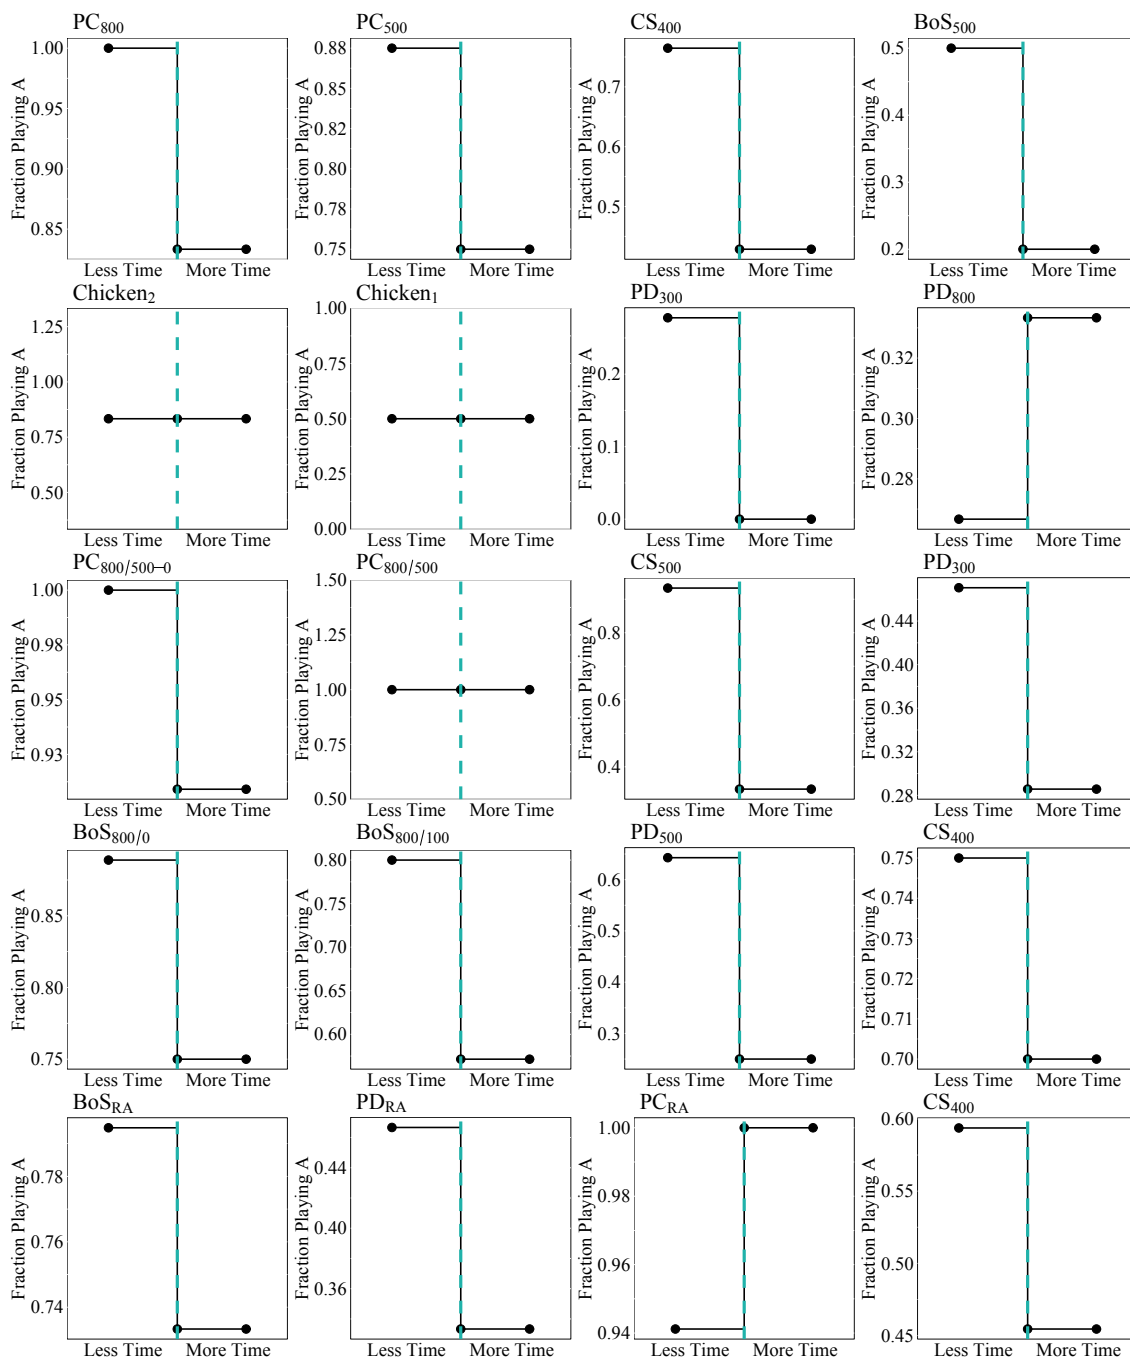 PC800 PC500 CS400 BoS500
Fraction Playing A Fraction Playing A Fraction Playing A Fraction Playing A
1.00 0.88 0.7 0.5
0.95 0.85 0.6 0.4
0.90 0.82 0.5 0.3
0.85 0.80 0.2
0.78
0.75
Less Time More Time Less Time More Time Less Time More Time Less Time More Time
Chicken2 Chicken1 PD300 PD800
Fraction Playing A Fraction Playing A Fraction Playing A Fraction Playing A
1.25 1.00 0.2 0.32
1.00 0.75 0.1 0.30
0.75 0.50 0.0 0.28
0.50 0.25
0.00
Less Time More Time Less Time More Time Less Time More Time Less Time More Time
PC800/500–0 PC800/500 CS500 PD300
Fraction Playing A Fraction Playing A Fraction Playing A Fraction Playing A
1.00 1.50 0.8 0.44
0.98 1.25 0.6 0.40
0.95 1.00 0.4 0.36
0.93 0.75 0.32
0.50 0.28
Less Time More Time Less Time More Time Less Time More Time Less Time More Time
BoS800/0 BoS800/100 PD500 CS400
Fraction Playing A Fraction Playing A Fraction Playing A Fraction Playing A
0.85 0.80 0.6 0.75
0.80 0.75 0.5 0.74
0.75 0.70 0.4 0.73
0.65 0.3 0.72
0.60 0.71
0.70
Less Time More Time Less Time More Time Less Time More Time Less Time More Time
BoSRA PDRA PCRA CS400
Fraction Playing A Fraction Playing A Fraction Playing A Fraction Playing A
0.78 0.44 1.00 0.60
0.76 0.40 0.98 0.55
0.74 0.36 0.96 0.50
0.94 0.45
Less Time More Time Less Time More Time Less Time More Time Less Time More Time